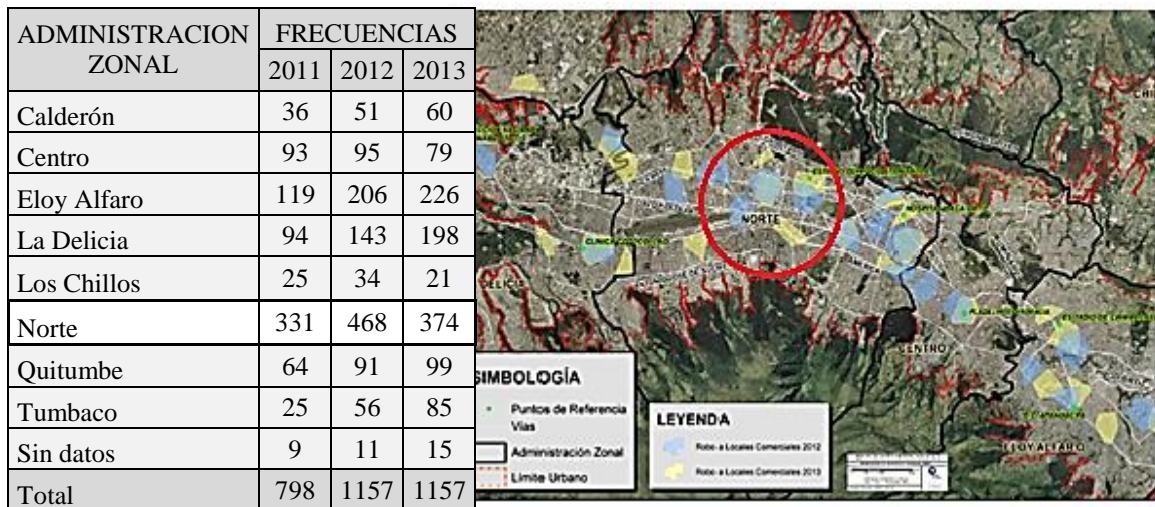 ADMINISTRACION ZONAL FRECUENCIAS
2011 2012 2013
Calderón 36 51 60
Centro 93 95 79
Eloy Alfaro 119 206 226
La Delicia 94 143 198
Los Chillos 25 34 21
Norte 331 468 374
Quitumbe 64 91 99
Tumbaco 25 56 85
Sin datos 9 11 15
Total 798 1157 1157
NORTE
CENTRO
ELOY ALFARO
SIMBOLOGÍA
Puntos de Referencia
Vias
Administración Zonal
Límite Urbano
LEYENDA
Robo a Locales Comerciales 2012
Robo a Locales Comerciales 2013